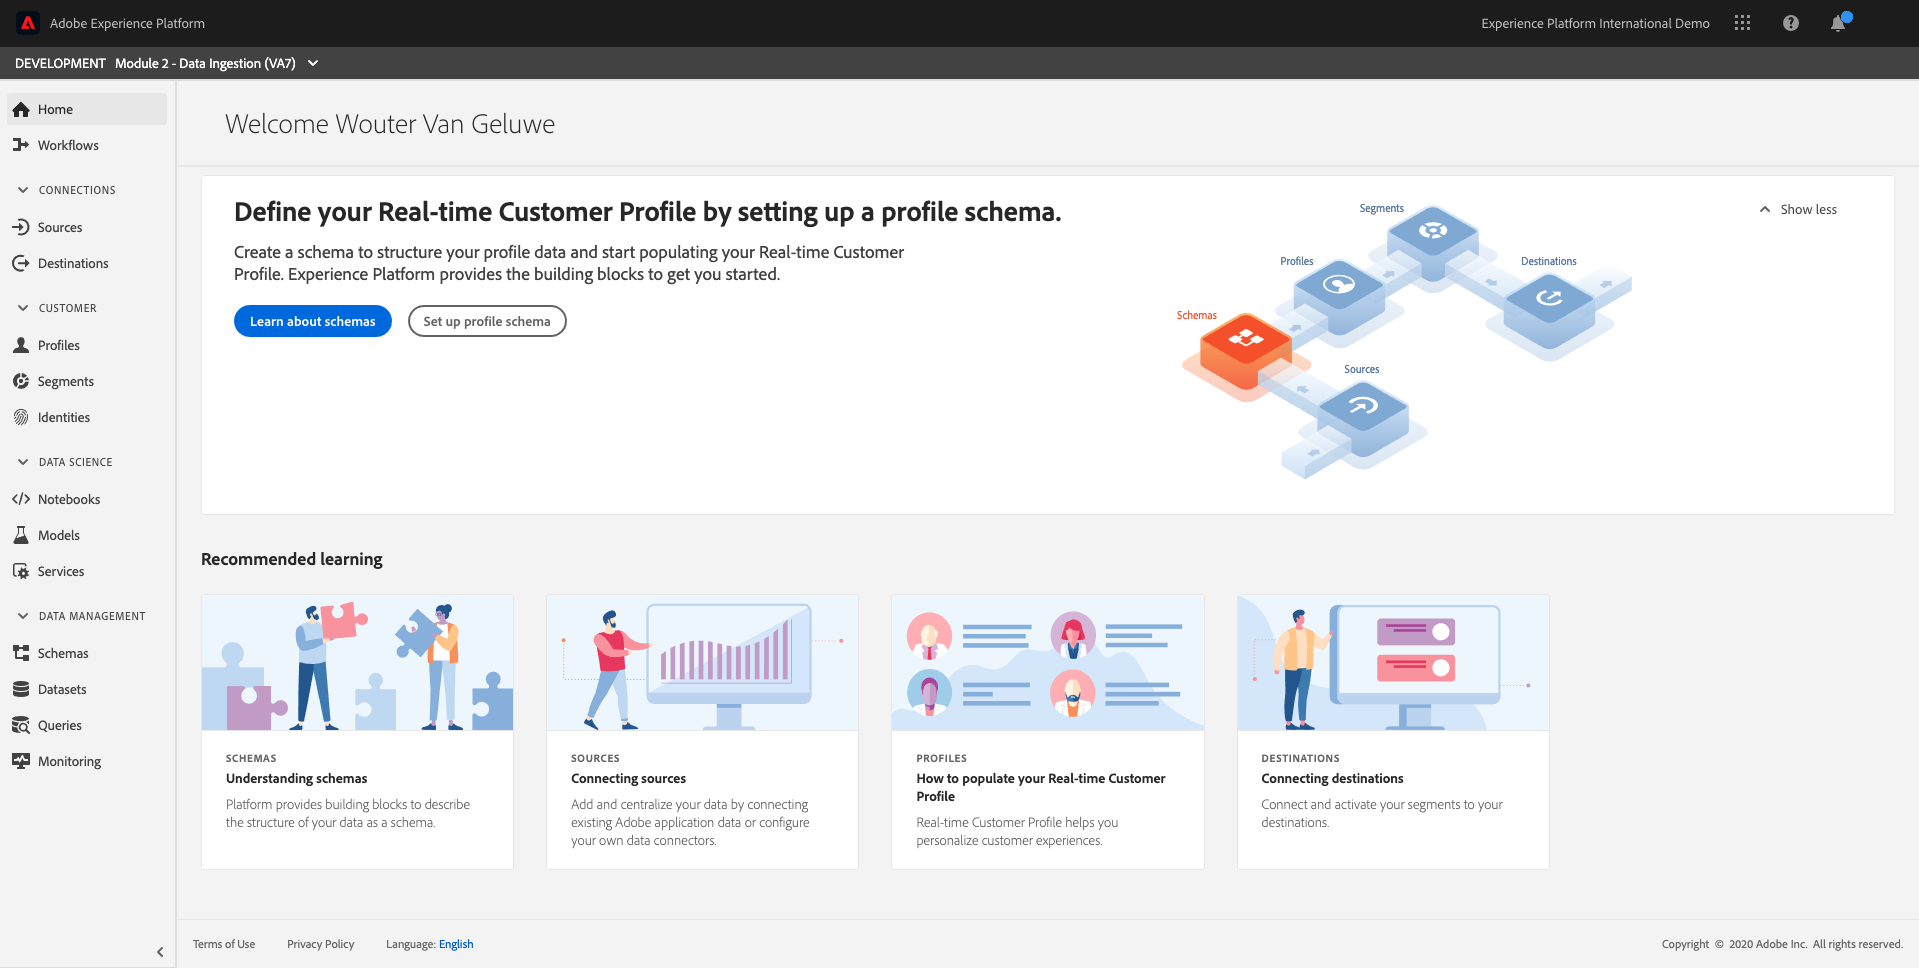 Adobe Experience Platform
Experience Platform International Demo
DEVELOPMENT Module 2 - Data Ingestion (VA7)
Home
Workflows
CONNECTIONS
Sources
Destinations
CUSTOMER
Profiles
Segments
Identities
DATA SCIENCE
Notebooks
Models
Services
DATA MANAGEMENT
Schemas
Datasets
Queries
Monitoring
Welcome Wouter Van Geluwe
Define your Real-time Customer Profile by setting up a profile schema.
Create a schema to structure your profile data and start populating your Real-time Customer
Profile. Experience Platform provides the building blocks to get you started.
Learn about schemas
Set up profile schema
Segments
Profiles
Destinations
Schemas
Sources
Show less
Recommended learning
SCHEMAS
Understanding schemas
Platform provides building blocks to describe
the structure of your data as a schema.
SOURCES
Connecting sources
Add and centralize your data by connecting
existing Adobe application data or configure
your own data connectors.
PROFILES
How to populate your Real-time Customer
Profile
Real-time Customer Profile helps you
personalize customer experiences.
DESTINATIONS
Connecting destinations
Connect and activate your segments to your
destinations.
Terms of Use
Privacy Policy
Language: English
Copyright © 2020 Adobe Inc. All rights reserved.